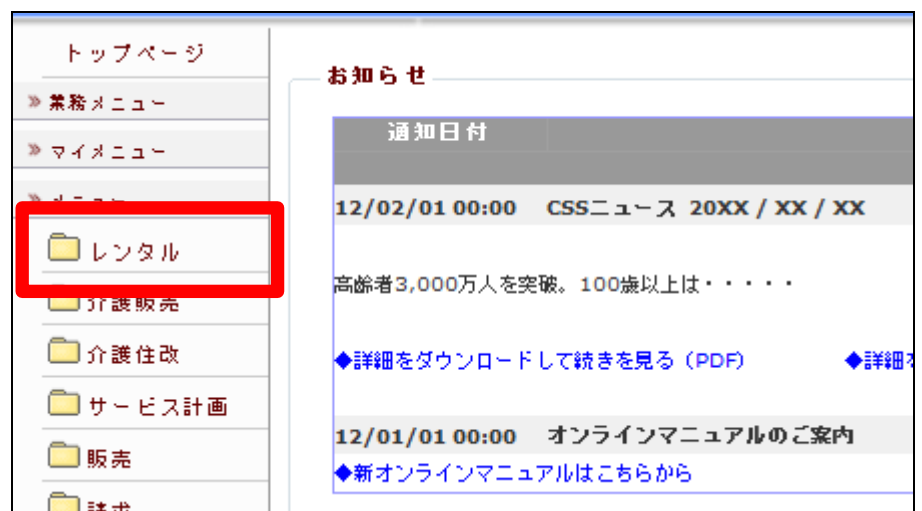 トップページ
» 業務メニュー
» マイメニュー
レンタル
介護販売
介護住改
サービス計画
販売
請求
お知らせ
通知日付
12/02/01 00:00 CSSニュース 20XX / XX / XX
高齢者3,000万人を突破。100歳以上は・・・・・
◆詳細をダウンロードして続きを見る（PDF） ◆詳細
12/01/01 00:00 オンラインマニュアルのご案内
◆新オンラインマニュアルはこちらから